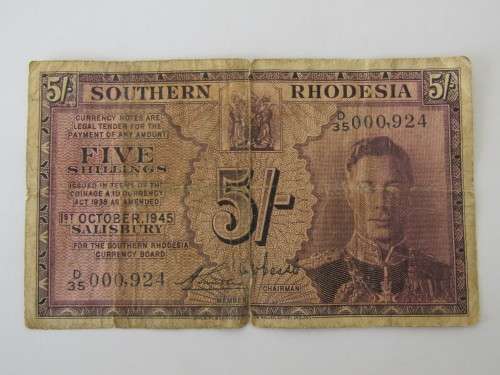 5/- SOUTHERN RHODESIA 5/-
CURRENCY NOTES ARE
LEGAL TENDER FOR THE
PAYMENT OF ANY AMOUNT
D/35 000,924
FIVE
SHILLINGS
5/-
ISSUED IN TERMS OF THE
COINAGE AND CURRENCY
ACT 1938 AS AMENDED
1ST OCTOBER, 1945
SALISBURY
FOR THE SOUTHERN RHODESIA
CURRENCY BOARD
D/35 000,924
CHAIRMAN
MEMBER